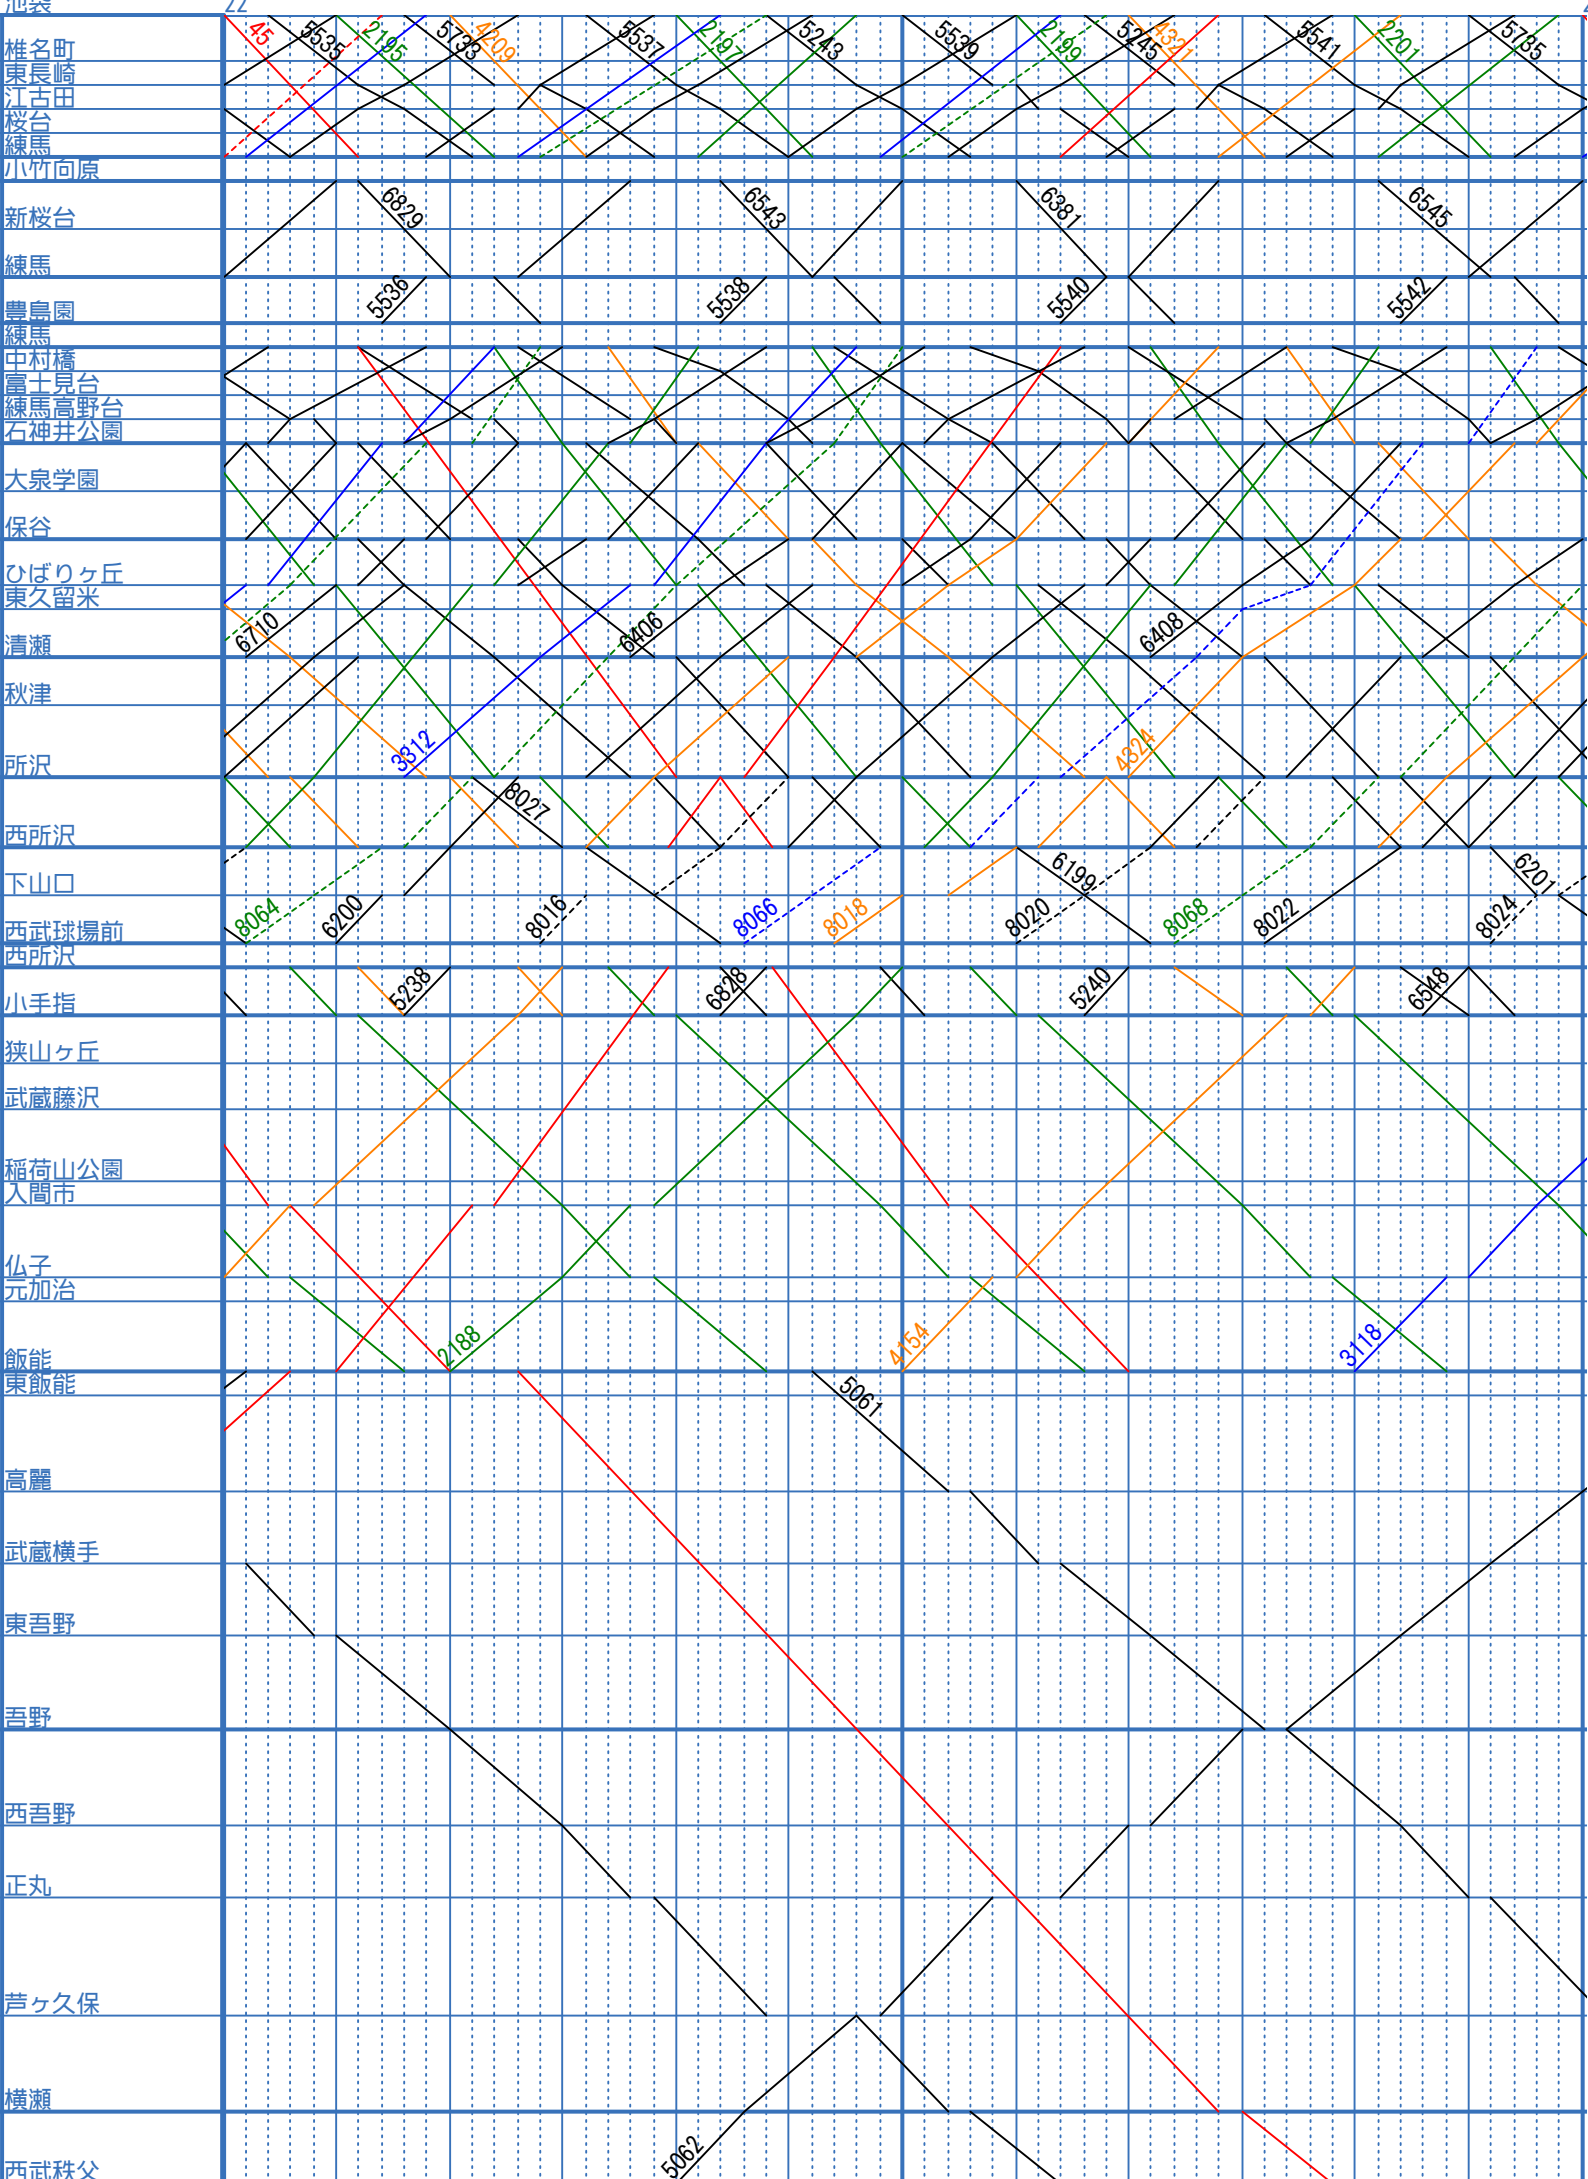 池袋 22
45 5535 2195 5733 4209 5537 2197 5243 5539 2199 5245 4321 5541 2201 5735
椎名町
東長崎
江古田
桜台
練馬
小竹向原
6829 6543 6381 6545
新桜台
練馬
5536 5538 5540 5542
豊島園
練馬
中村橋
富士見台
練馬高野台
石神井公園
大泉学園
保谷
ひばりヶ丘
東久留米
6710 6406 6408
清瀬
秋津
3312 4324
所沢
8027
西所沢
6199 6201
下山口
8064 6200 8016 8066 8018 8020 8068 8022 8024
西武球場前
西所沢
5238 6828 5240 6548
小手指
狭山ヶ丘
武蔵藤沢
稲荷山公園
入間市
仏子
元加治
2188 4154 3118
飯能
東飯能
5061
高麗
武蔵横手
東吾野
吾野
西吾野
正丸
芦ヶ久保
横瀬
5062
西武秩父